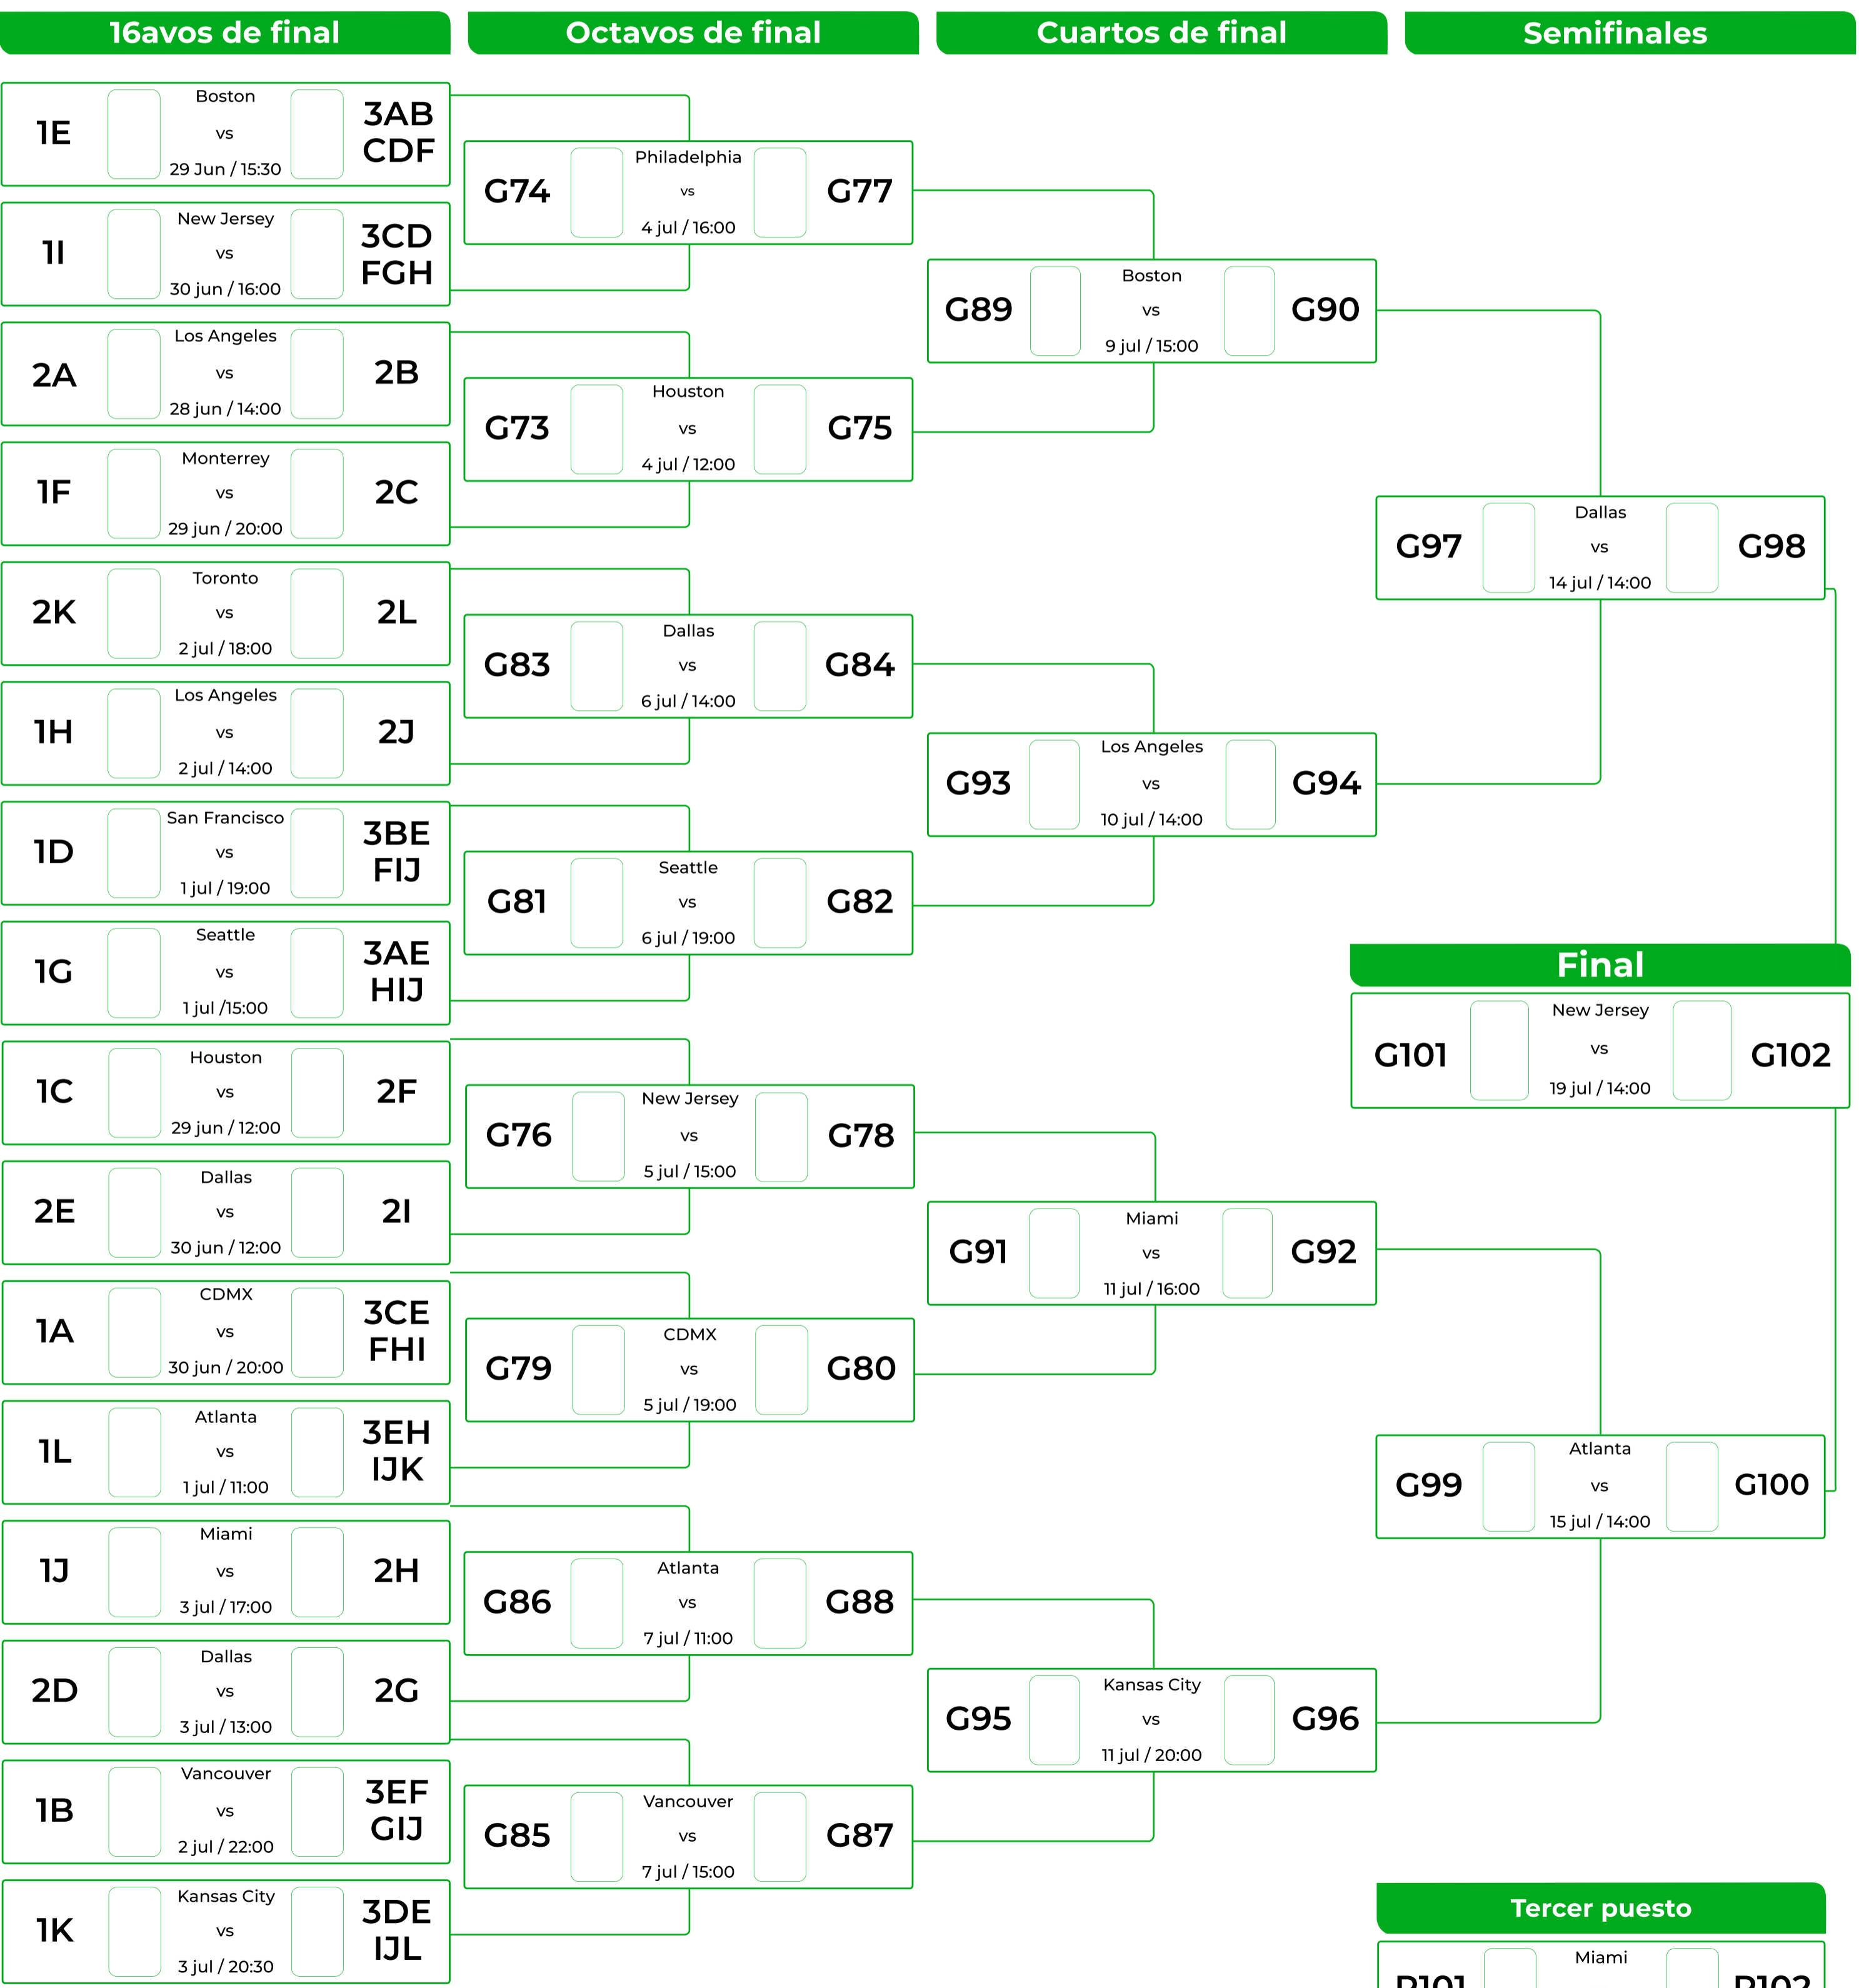 16avos de final
Octavos de final
Cuartos de final
Semifinales
1E
Boston
vs
29 Jun / 15:30
3AB
CDF
1I
New Jersey
vs
30 jun / 16:00
3CD
FGH
2A
Los Angeles
vs
28 jun / 14:00
2B
1F
Monterrey
vs
29 jun / 20:00
2C
2K
Toronto
vs
2 jul / 18:00
2L
1H
Los Angeles
vs
2 jul / 14:00
2J
1D
San Francisco
vs
1 jul / 19:00
3BE
FIJ
1G
Seattle
vs
1 jul /15:00
3AE
HIJ
1C
Houston
vs
29 jun / 12:00
2F
2E
Dallas
vs
30 jun / 12:00
2I
1A
CDMX
vs
30 jun / 20:00
3CE
FHI
1L
Atlanta
vs
1 jul / 11:00
3EH
IJK
1J
Miami
vs
3 jul / 17:00
2H
2D
Dallas
vs
3 jul / 13:00
2G
1B
Vancouver
vs
2 jul / 22:00
3EF
GIJ
1K
Kansas City
vs
3 jul / 20:30
3DE
IJL
G74
Philadelphia
vs
4 jul / 16:00
G77
G73
Houston
vs
4 jul / 12:00
G75
G83
Dallas
vs
6 jul / 14:00
G84
G81
Seattle
vs
6 jul / 19:00
G82
G76
New Jersey
vs
5 jul / 15:00
G78
G79
CDMX
vs
5 jul / 19:00
G80
G86
Atlanta
vs
7 jul / 11:00
G88
G85
Vancouver
vs
7 jul / 15:00
G87
G89
Boston
vs
9 jul / 15:00
G90
G93
Los Angeles
vs
10 jul / 14:00
G94
G91
Miami
vs
11 jul / 16:00
G92
G95
Kansas City
vs
11 jul / 20:00
G96
G97
Dallas
vs
14 jul / 14:00
G98
Final
G101
New Jersey
vs
19 jul / 14:00
G102
G99
Atlanta
vs
15 jul / 14:00
G100
Tercer puesto
Miami